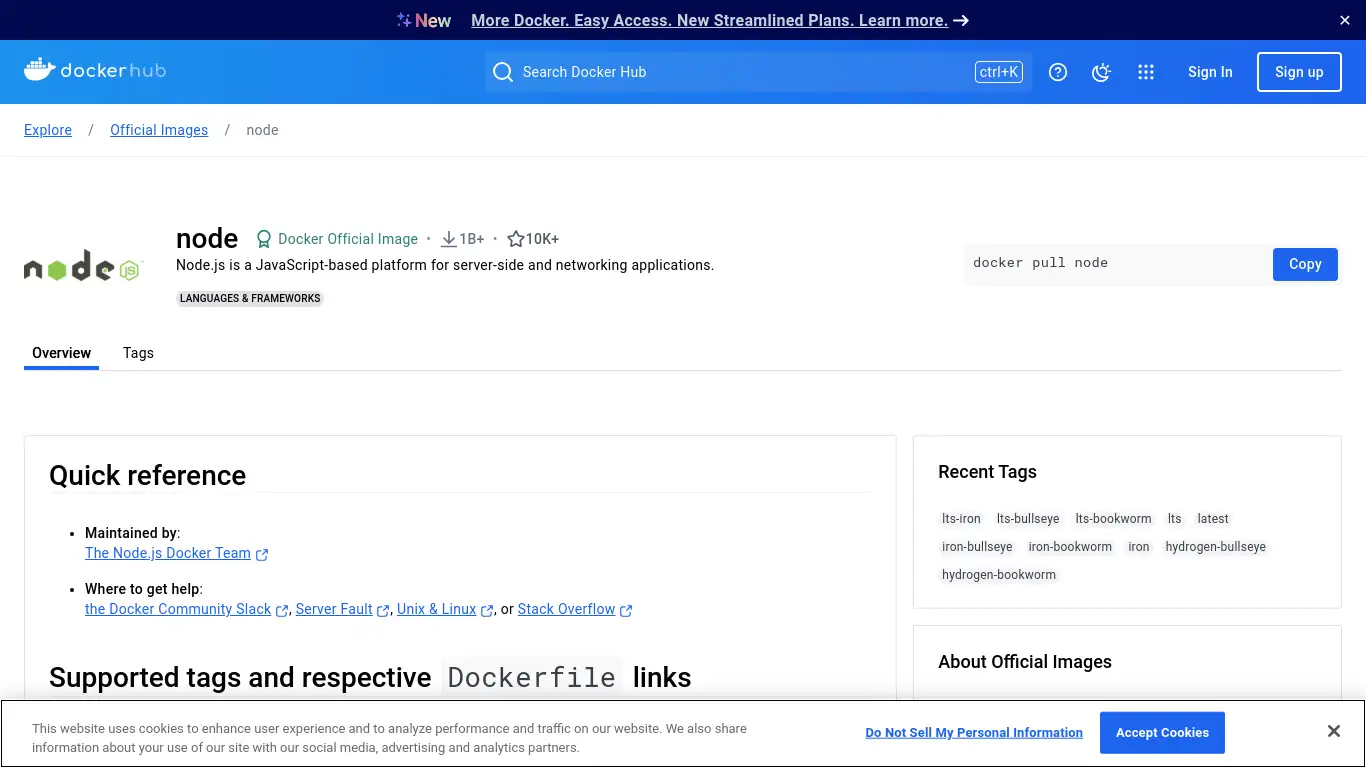 New More Docker. Easy Access. New Streamlined Plans. Learn more.
dockerhub
Search Docker Hub
ctrl+K
Sign In
Sign up
Explore / Official Images / node
node
node Docker Official Image • 1B+ • 10K+
Node.js is a JavaScript-based platform for server-side and networking applications.
LANGUAGES & FRAMEWORKS
docker pull node
Copy
Overview
Tags
Quick reference
Maintained by:
The Node.js Docker Team
Where to get help:
the Docker Community Slack, Server Fault, Unix & Linux, or Stack Overflow
Supported tags and respective Dockerfile links
Recent Tags
lts-iron lts-bullseye lts-bookworm lts latest
iron-bullseye iron-bookworm iron hydrogen-bullseye
hydrogen-bookworm
About Official Images
This website uses cookies to enhance user experience and to analyze performance and traffic on our website. We also share
information about your use of our site with our social media, advertising and analytics partners.
Do Not Sell My Personal Information
Accept Cookies